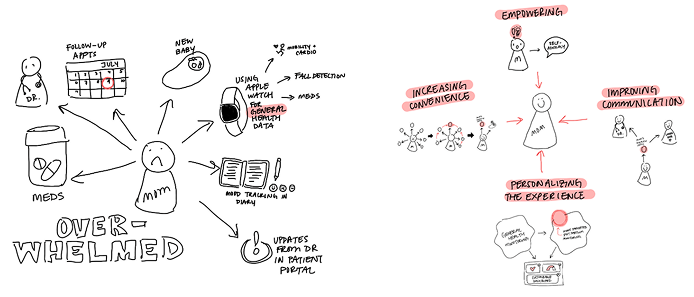 FOLLOW-UP
APPTS
JULY
DR.
NEW
BABY
MOBILITY +
CARDIO
USING
APPLE
WATCH
FOR
GENERAL
HEALTH
DATA
FALL DETECTION
MEDS
MEDS
MOM
MOOD TRACKING IN
DIARY
OVER-
WHELMED
UPDATES
FROM DR
IN PATIENT
PORTAL
EMPOWERING
M
SELF-
ADVOCACY
INCREASING
CONVENIENCE
MOM
IMPROVING
COMMUNICATION
PERSONALIZING
THE EXPERIENCE
GENERAL
HEALTH
MONITORING